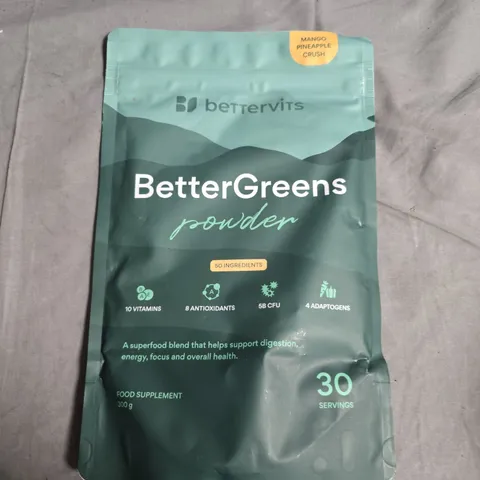 MANGO
PINEAPPLE
CRUSH
bettervits
BetterGreens
powder
50 INGREDIENTS
10 VITAMINS
8 ANTIOXIDANTS
5B CFU
4 ADAPTOGENS
A superfood blend that helps support digestion,
energy, focus and overall health.
30
SERVINGS
FOOD SUPPLEMENT